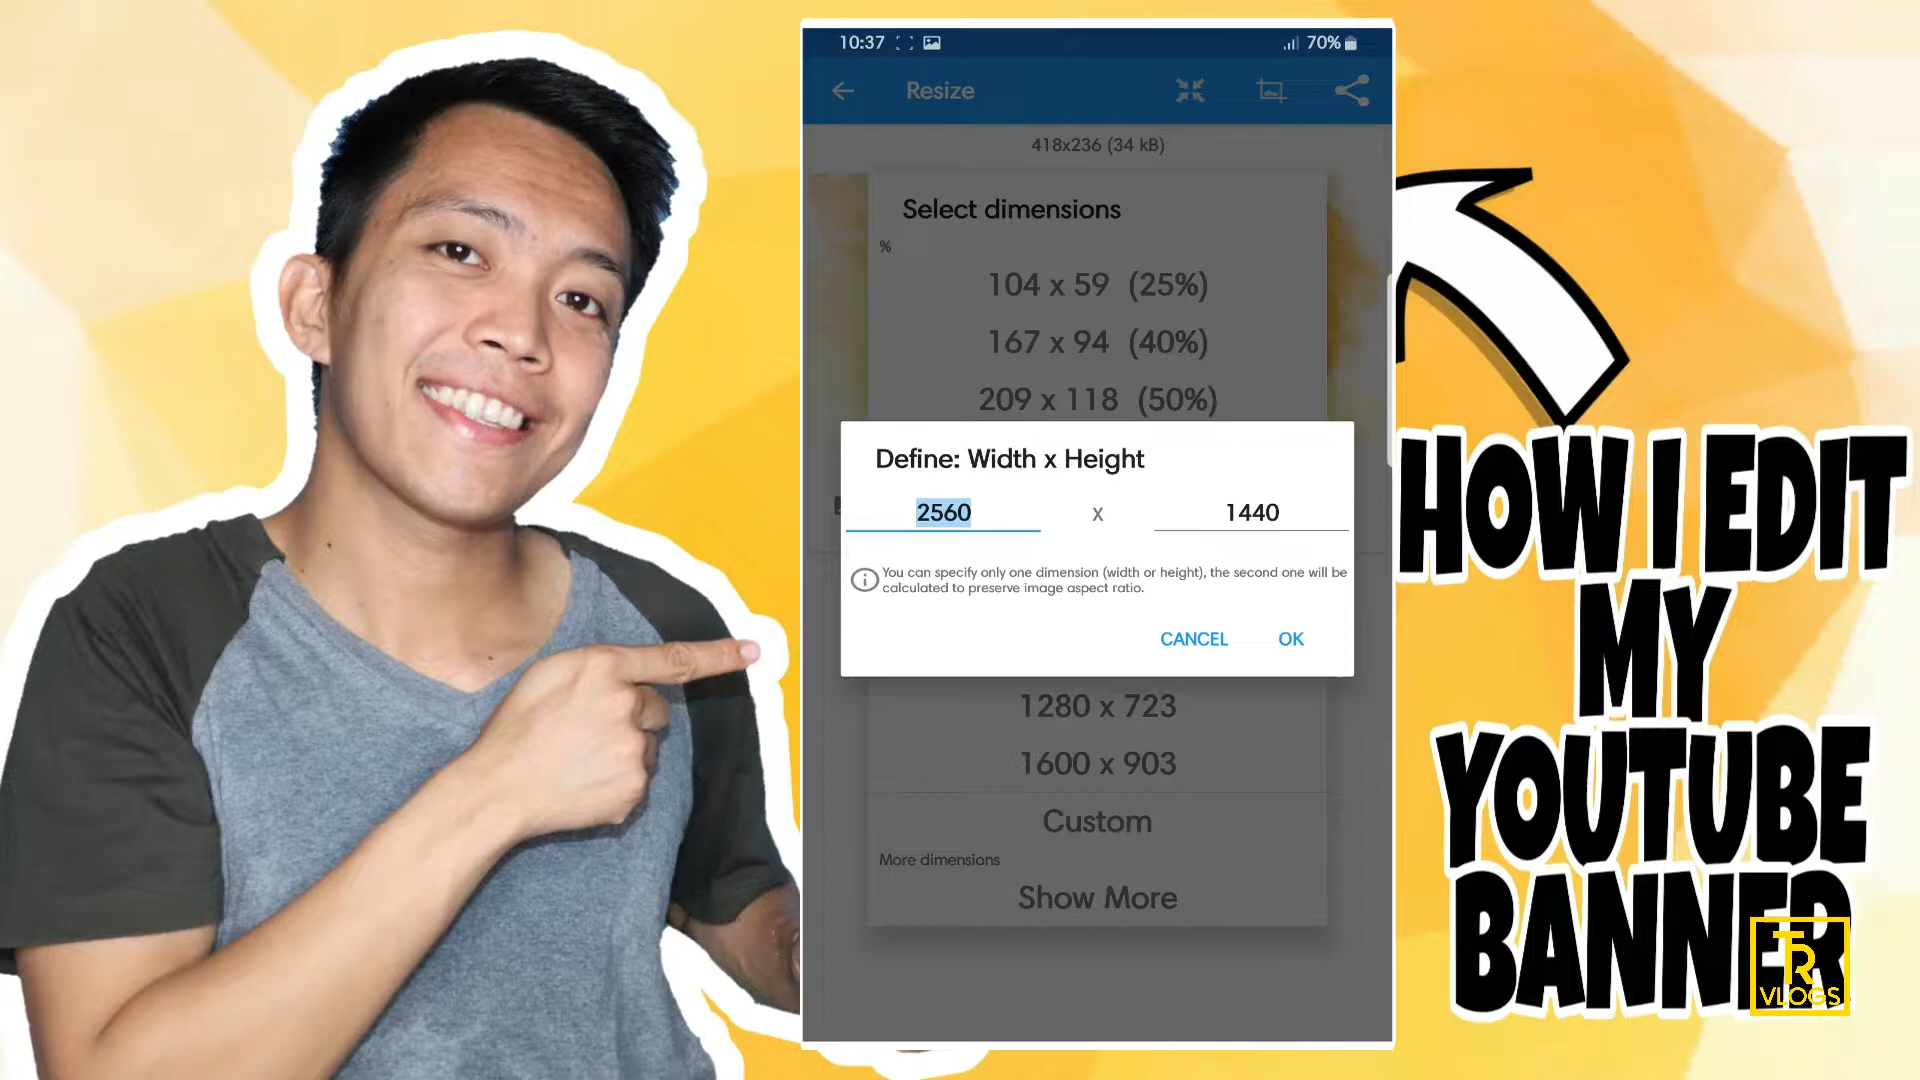 10:37
70%
Resize
418x236 (34 kB)
Select dimensions
%
104 x 59 (25%)
167 x 94 (40%)
209 x 118 (50%)
Define: Width x Height
2560 x 1440
You can specify only one dimension (width or height), the second one will be
calculated to preserve image aspect ratio.
CANCEL OK
1280 x 723
1600 x 903
Custom
More dimensions
Show More
HOW I EDIT
MY
YOUTUBE
BANNER
TR
VLOGS